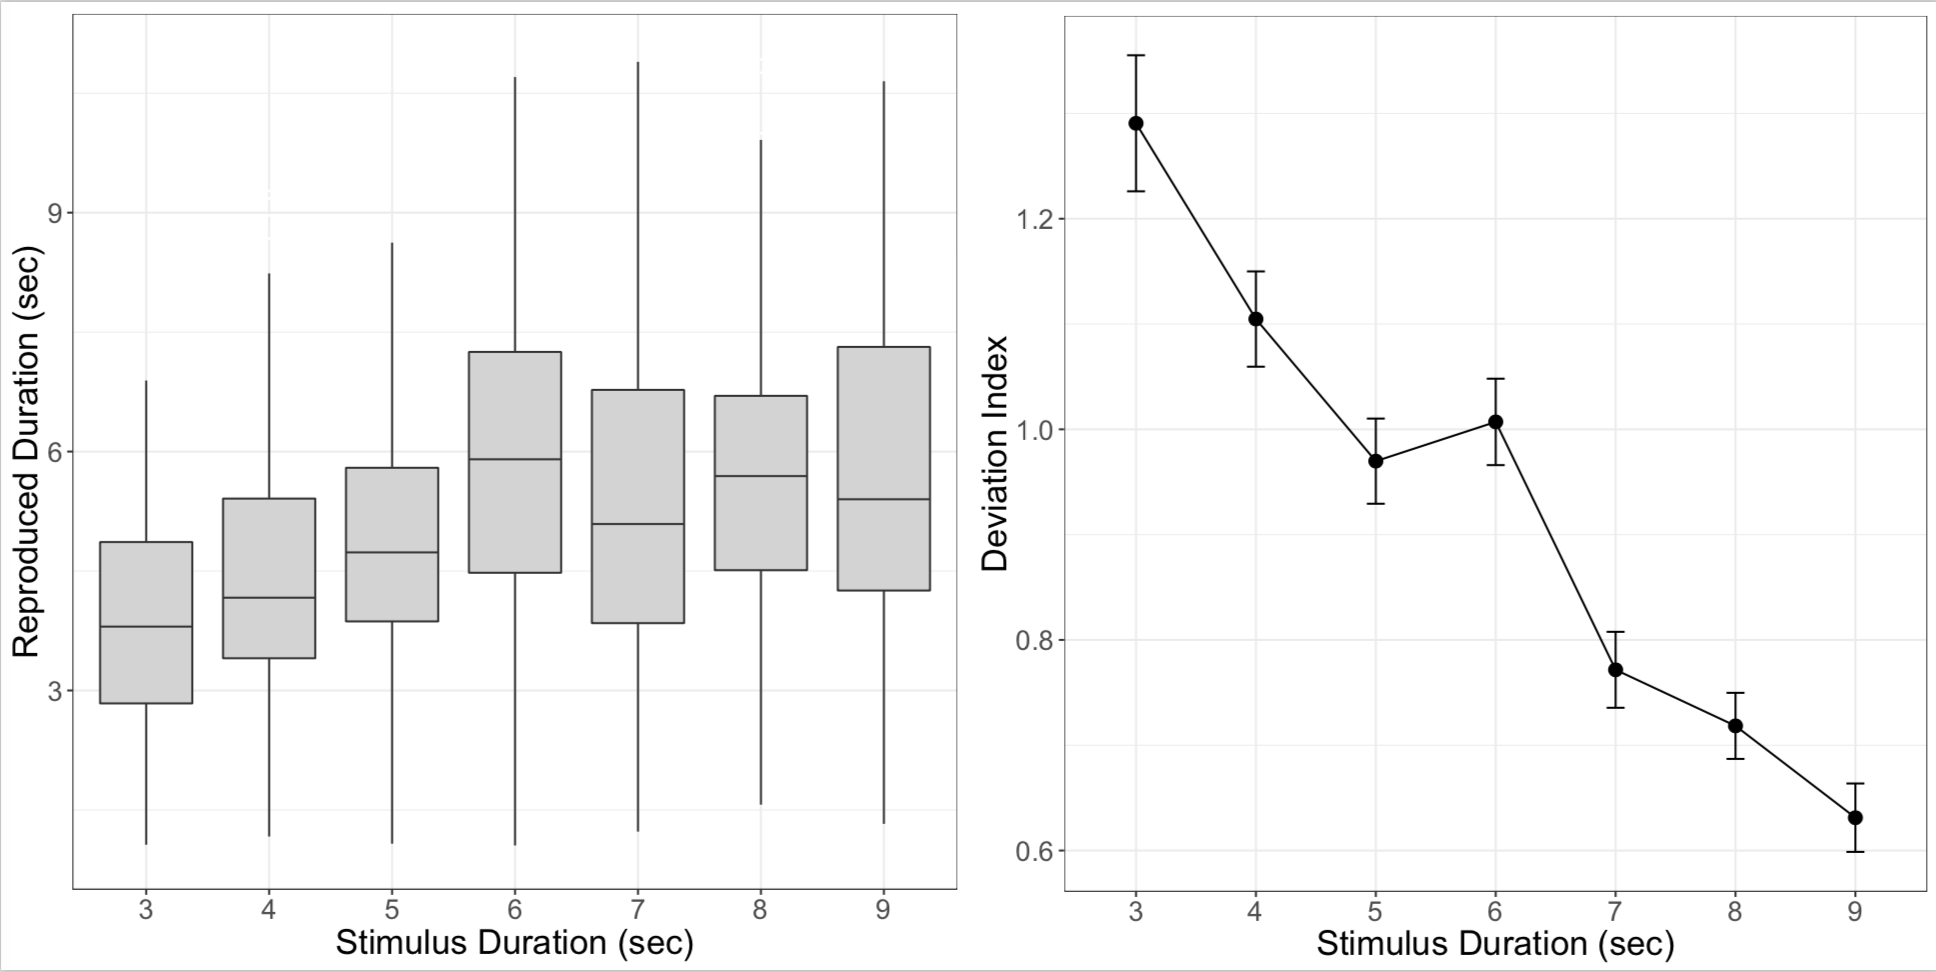 Reproduced Duration (sec)
9
6
3
3 4 5 6 7 8 9
Stimulus Duration (sec)
Deviation Index
1.2
1.0
0.8
0.6
3 4 5 6 7 8 9
Stimulus Duration (sec)